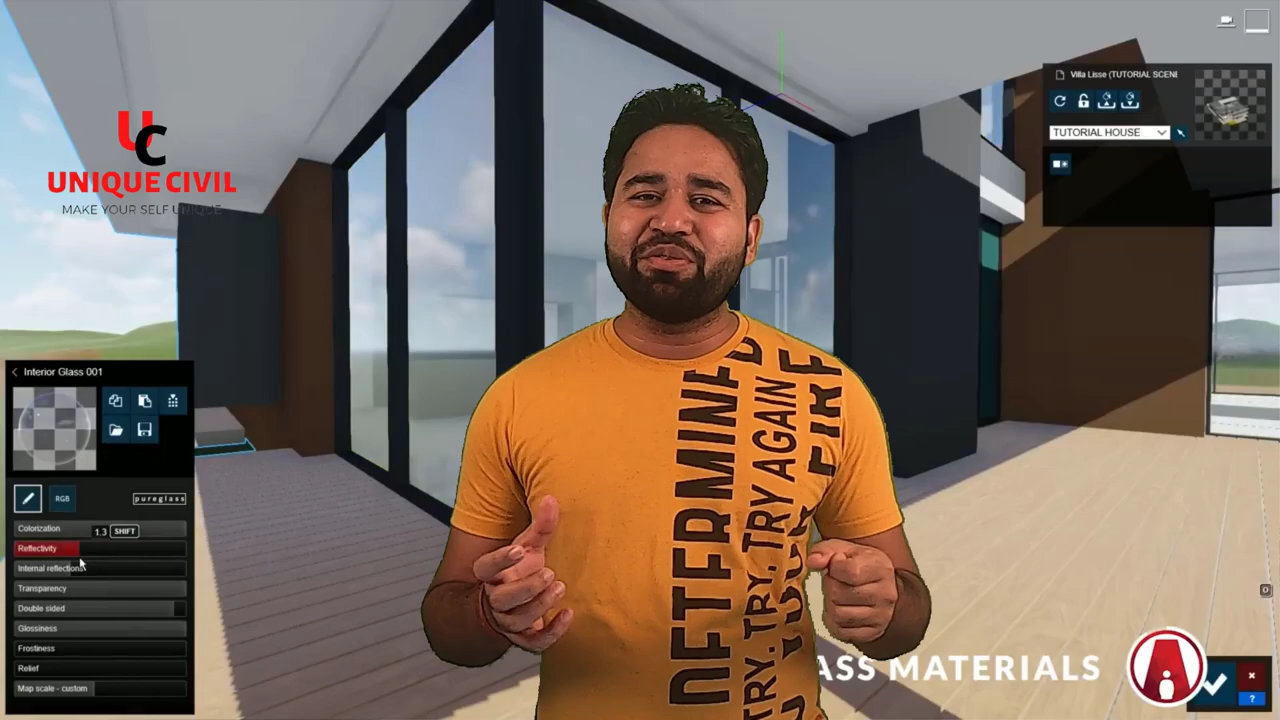 UC
UNIQUE CIVIL
MAKE YOUR SELF UNIQUE
Villa Lisse (TUTORIAL SCENE
TUTORIAL HOUSE
Interior Glass 001
RGB
pureglass
Colorization
1.3 SHIFT
Reflectivity
Internal reflections
Transparency
Double sided
Glossiness
Frostiness
Relief
Map scale - custom
TRY. TRY. TRY AGAIN
ASS MATERIALS
?